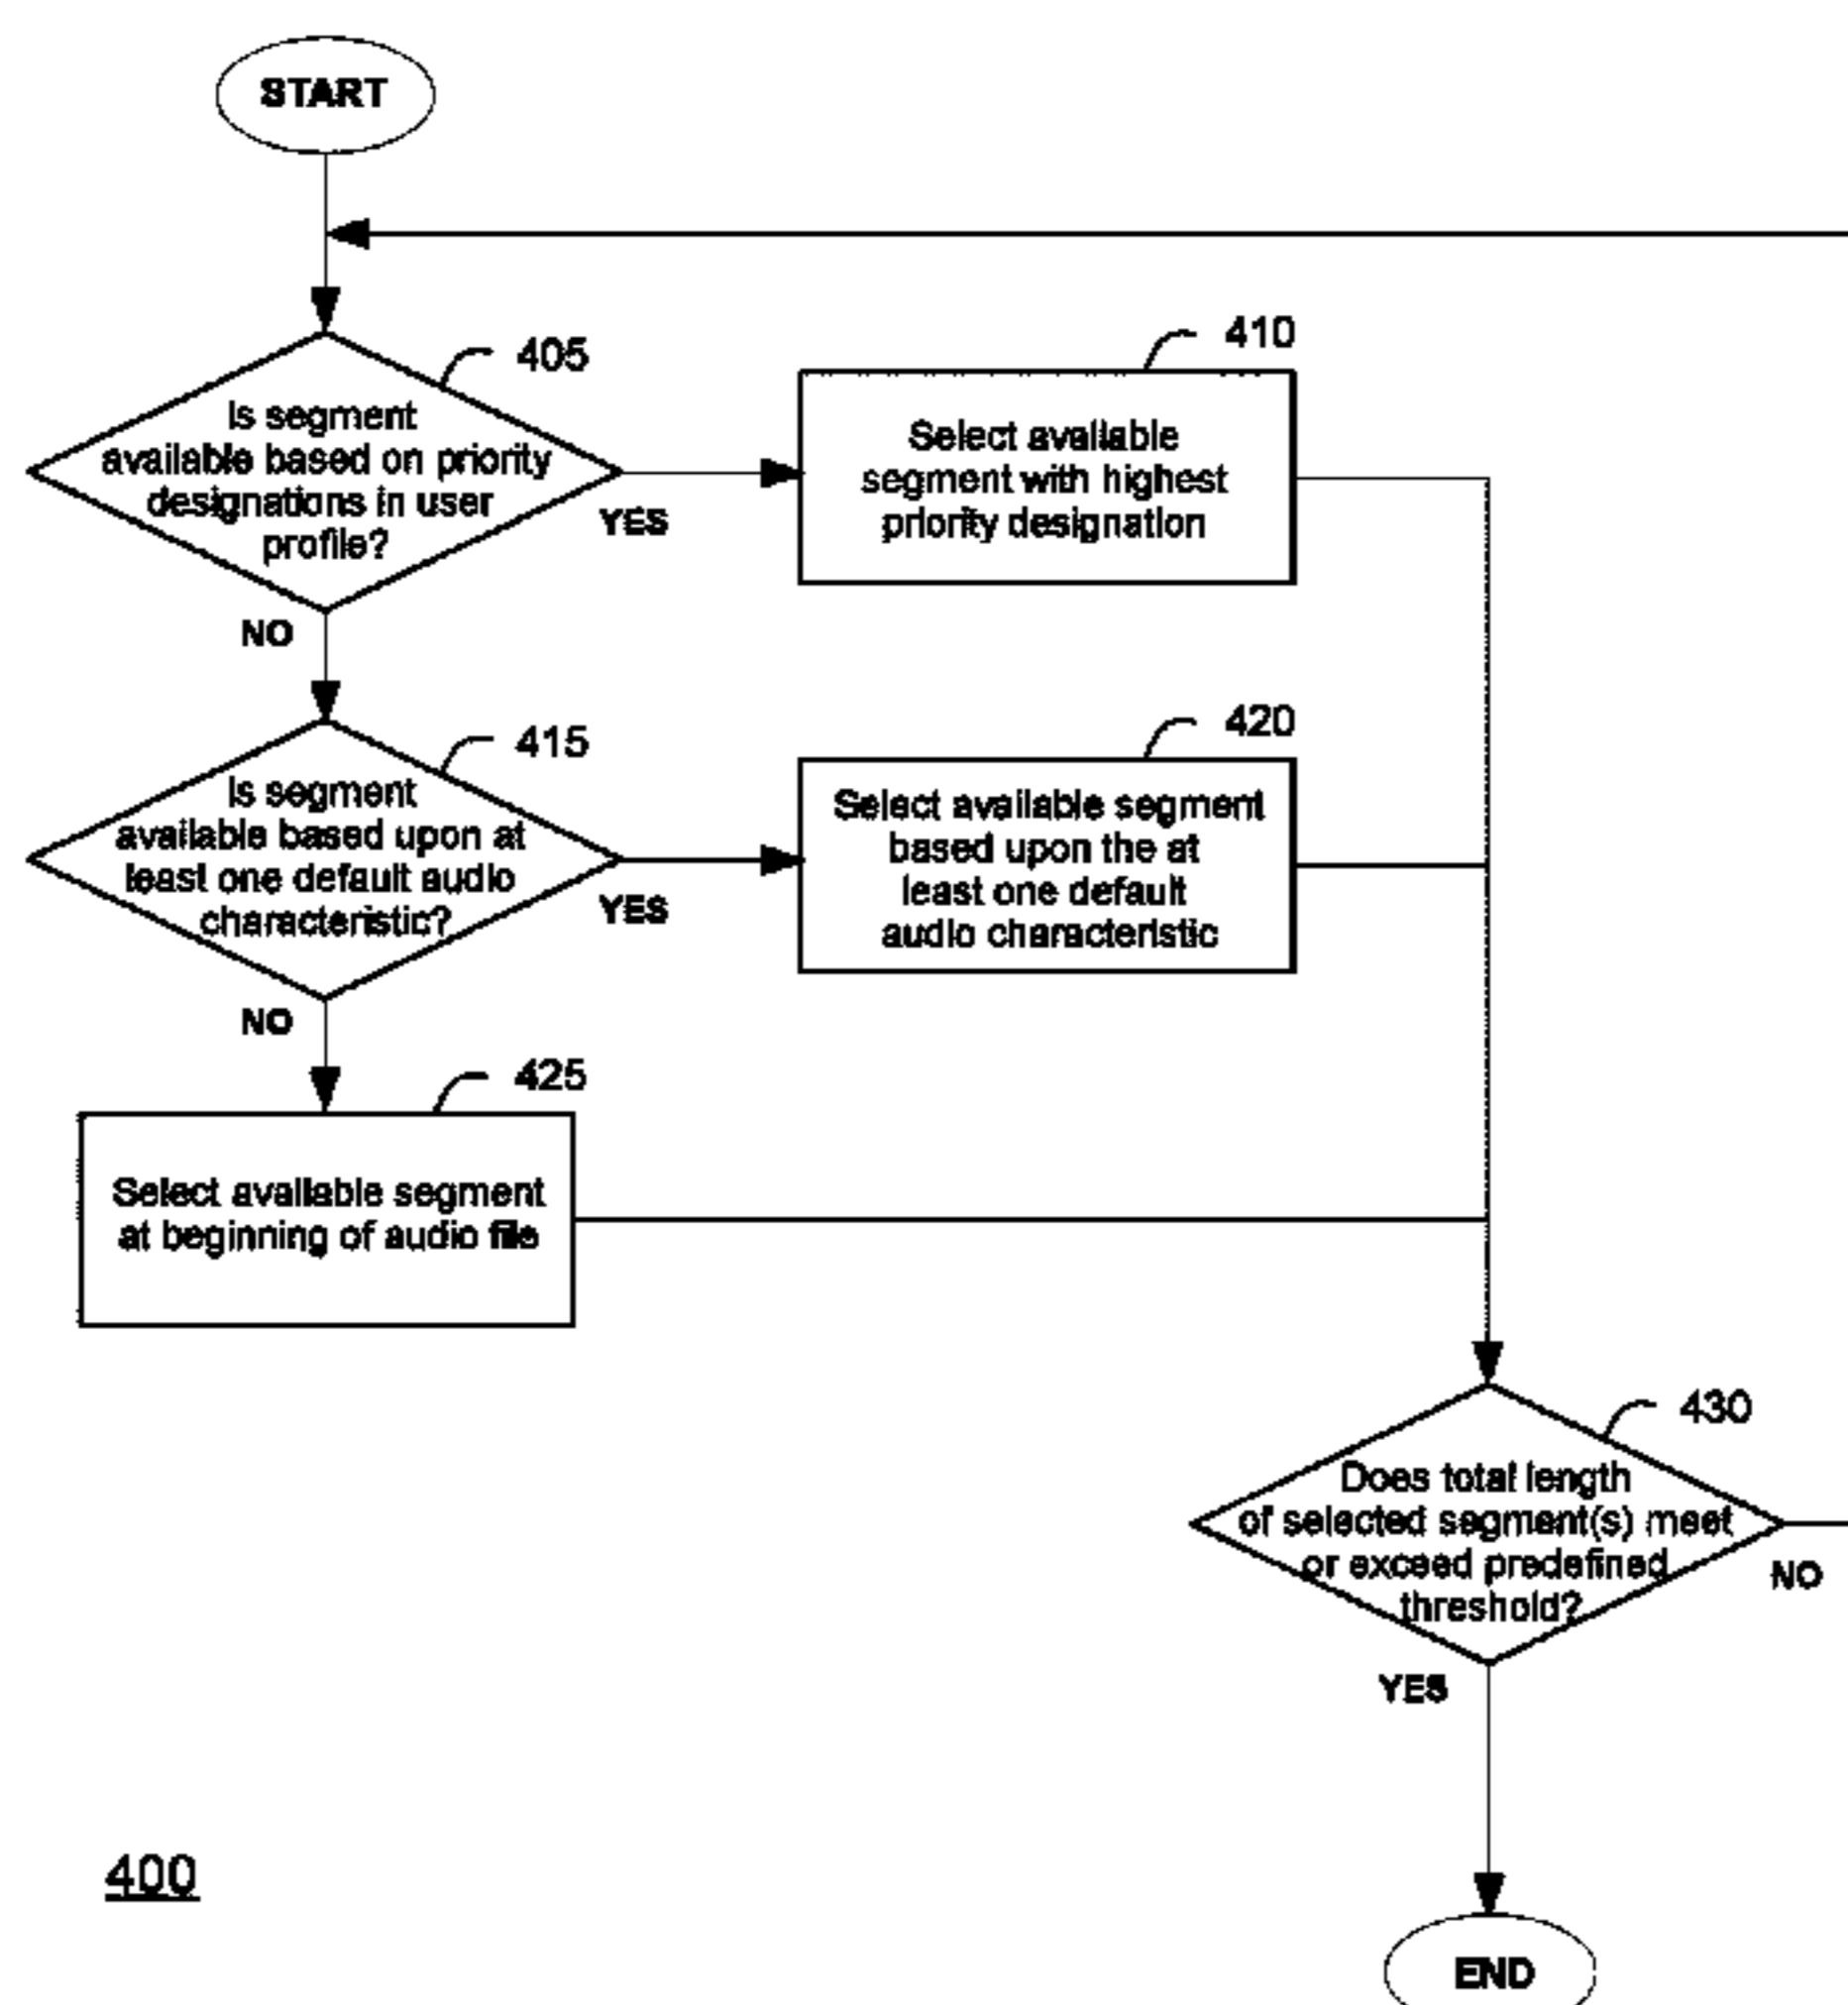 START
405
Is segment
available based on priority
designations in user
profile?
YES
NO
410
Select available
segment with highest
priority designation
415
Is segment
available based upon at
least one default audio
characteristic?
YES
NO
420
Select available segment
based upon the at
least one default
audio characteristic
425
Select available segment
at beginning of audio file
430
Does total length
of selected segment(s) meet
or exceed predefined
threshold?
NO
YES
400
END